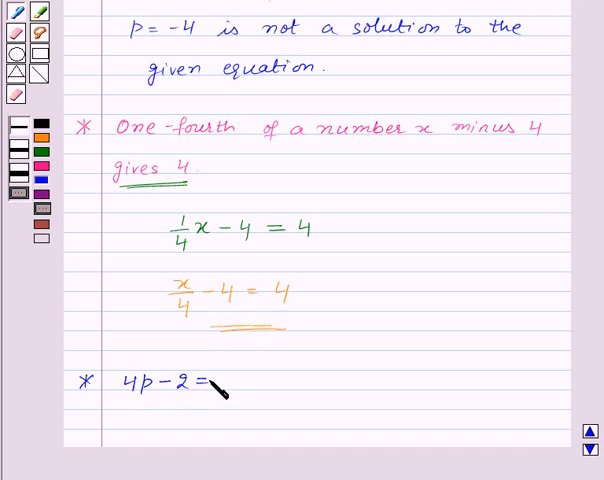 p = -4 is not a solution to the
given equation.
* One-fourth of a number x minus 4
gives 4.
1/4 x - 4 = 4
x/4 - 4 = 4
* 4p - 2 =